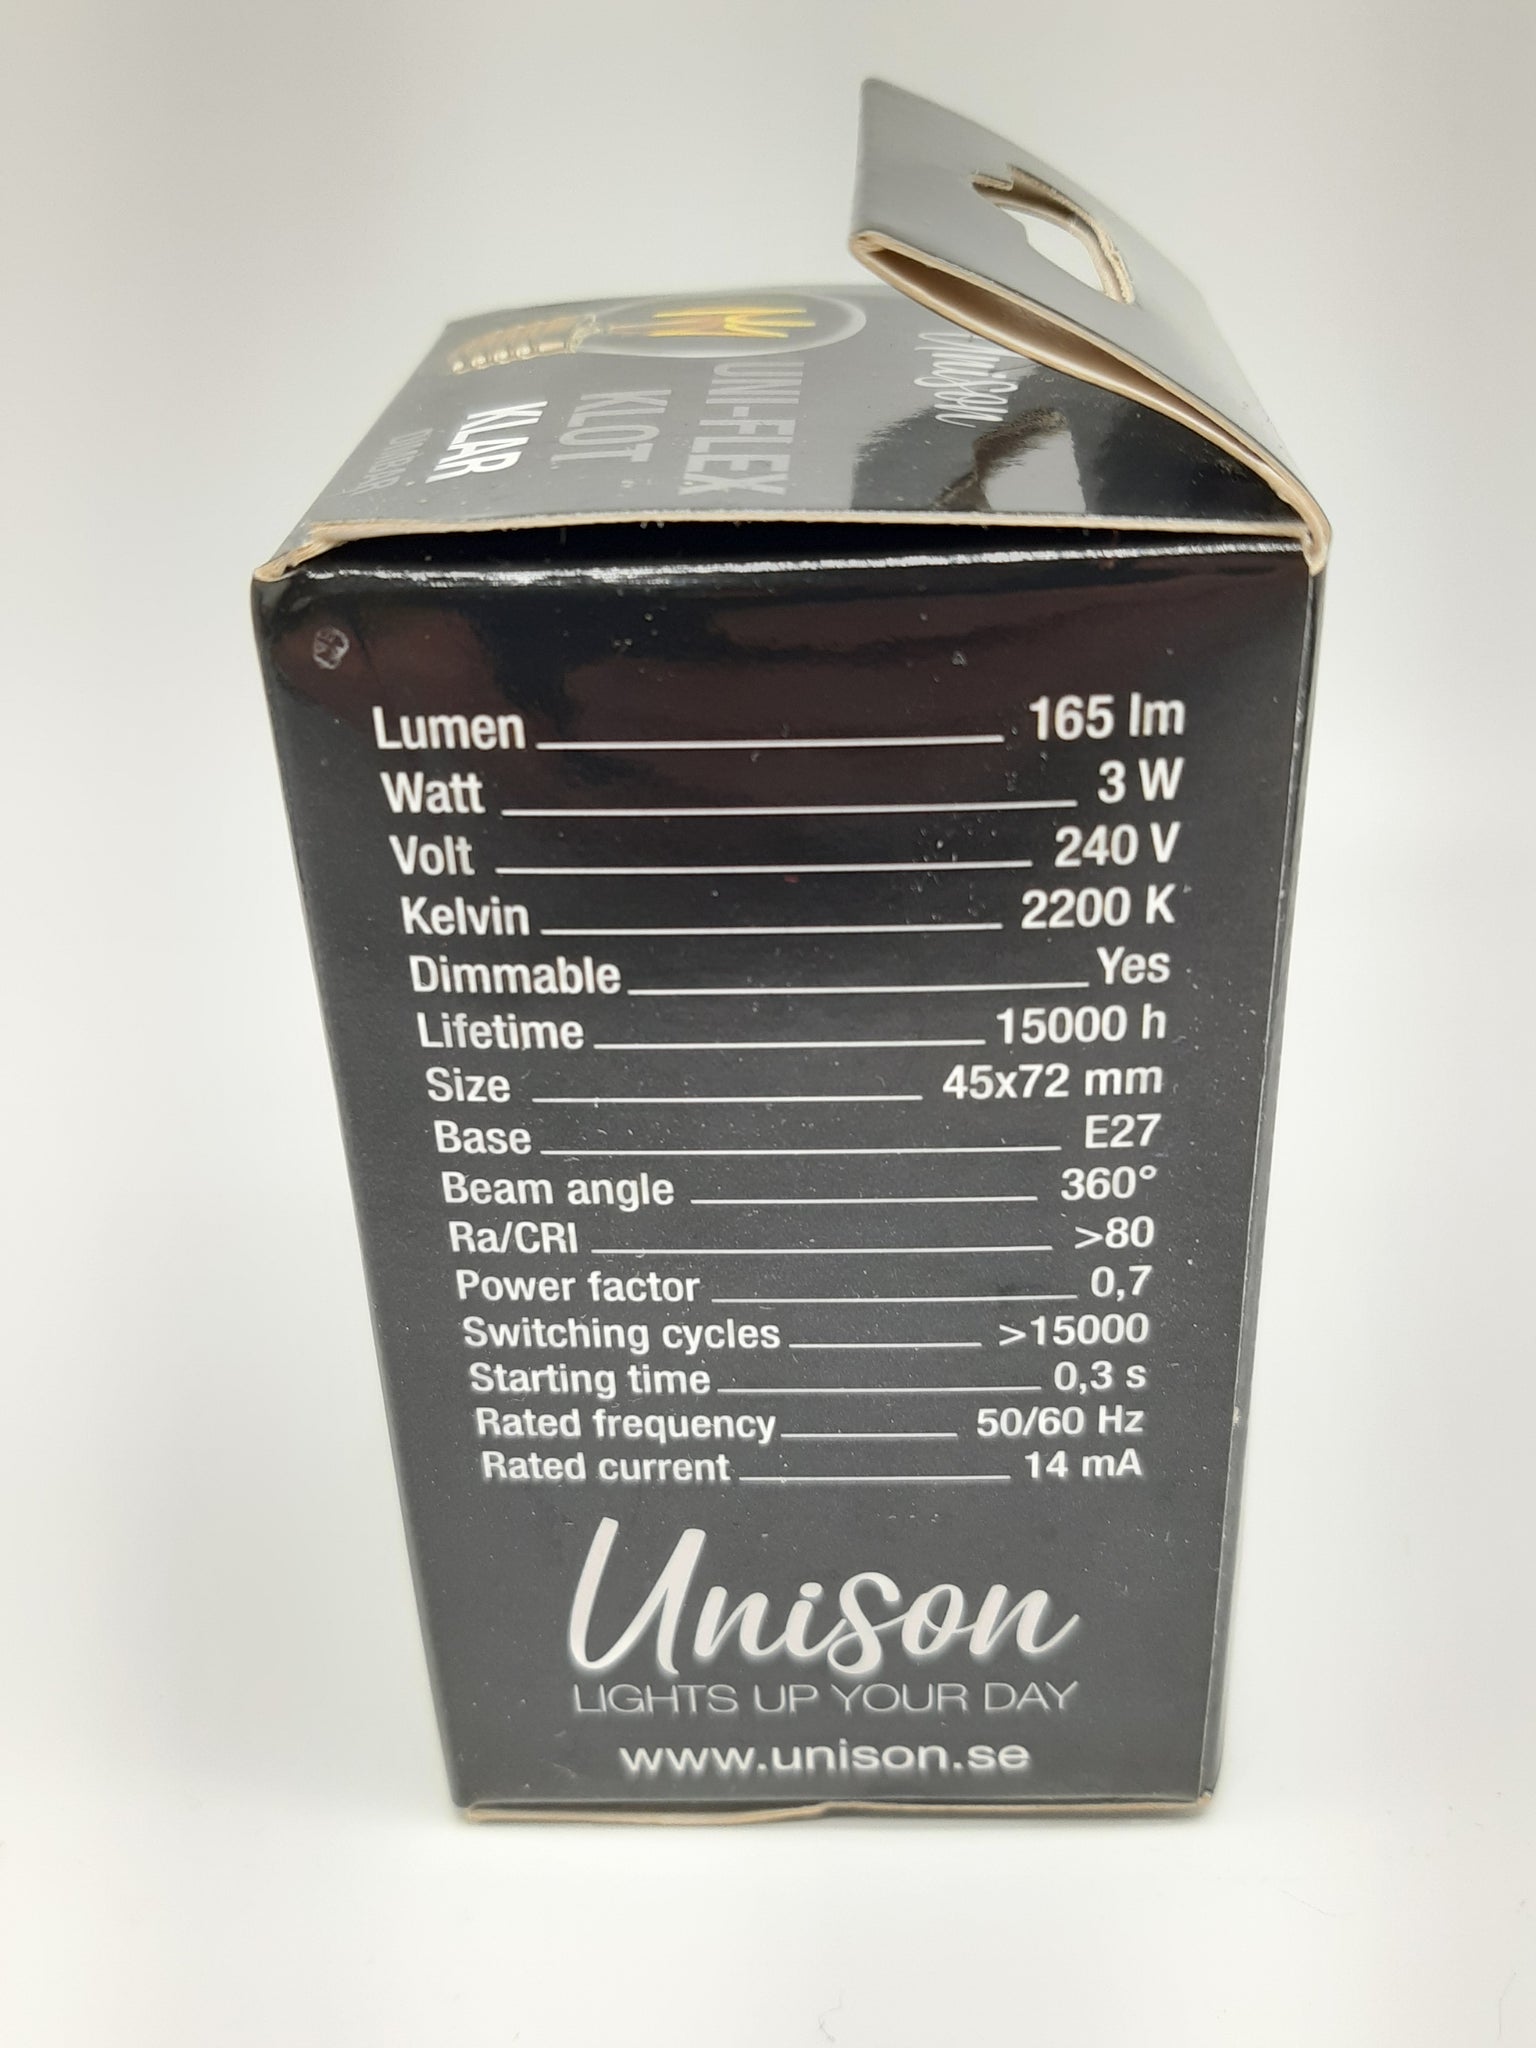 Unison
UNI-FLEX
KLOT
KLAR
DIMBAR
Lumen 165 lm
Watt 3 W
Volt 240 V
Kelvin 2200 K
Dimmable Yes
Lifetime 15000 h
Size 45x72 mm
Base E27
Beam angle 360°
Ra/CRI >80
Power factor 0,7
Switching cycles >15000
Starting time 0,3 s
Rated frequency 50/60 Hz
Rated current 14 mA
Unison
LIGHTS UP YOUR DAY
www.unison.se